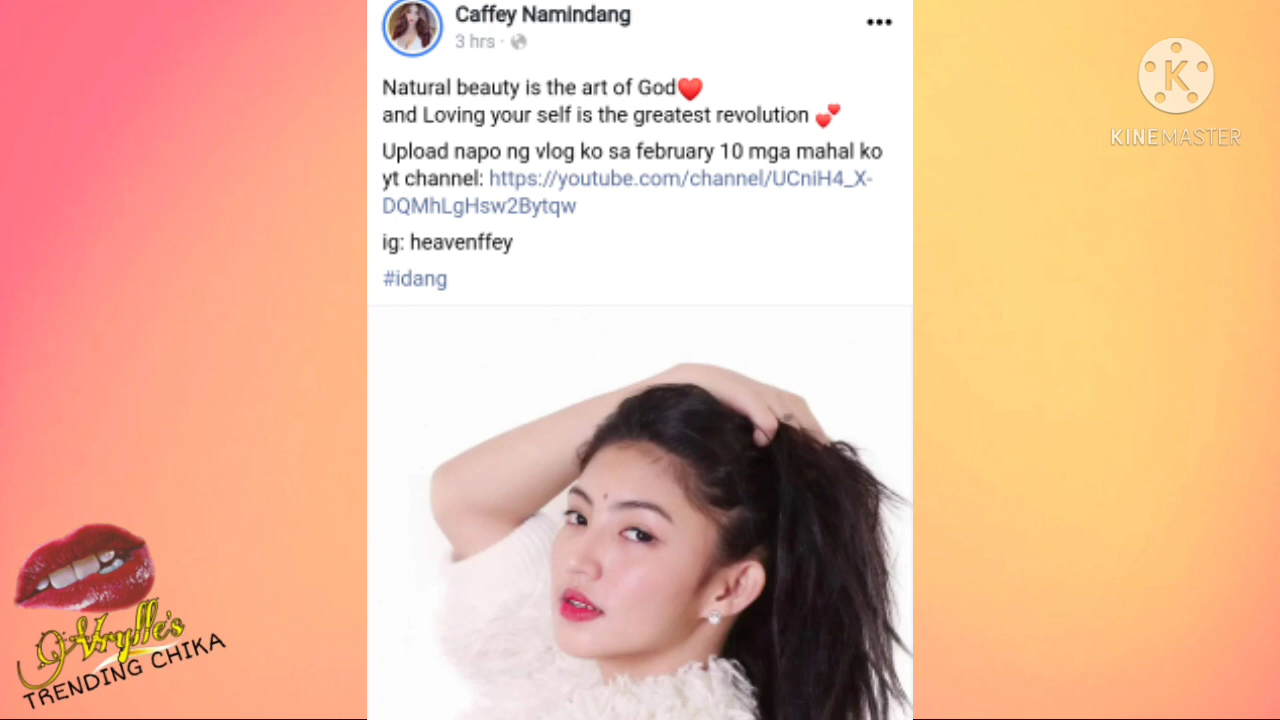 Caffey Namindang
3 hrs ·
Natural beauty is the art of God❤️
and Loving your self is the greatest revolution 💕
Upload napo ng vlog ko sa february 10 mga mahal ko
yt channel: https://youtube.com/channel/UCniH4_X-
DQMhLgHsw2Bytqw
ig: heavenffey
#idang
K
KINEMASTER
TRENDING CHIKA